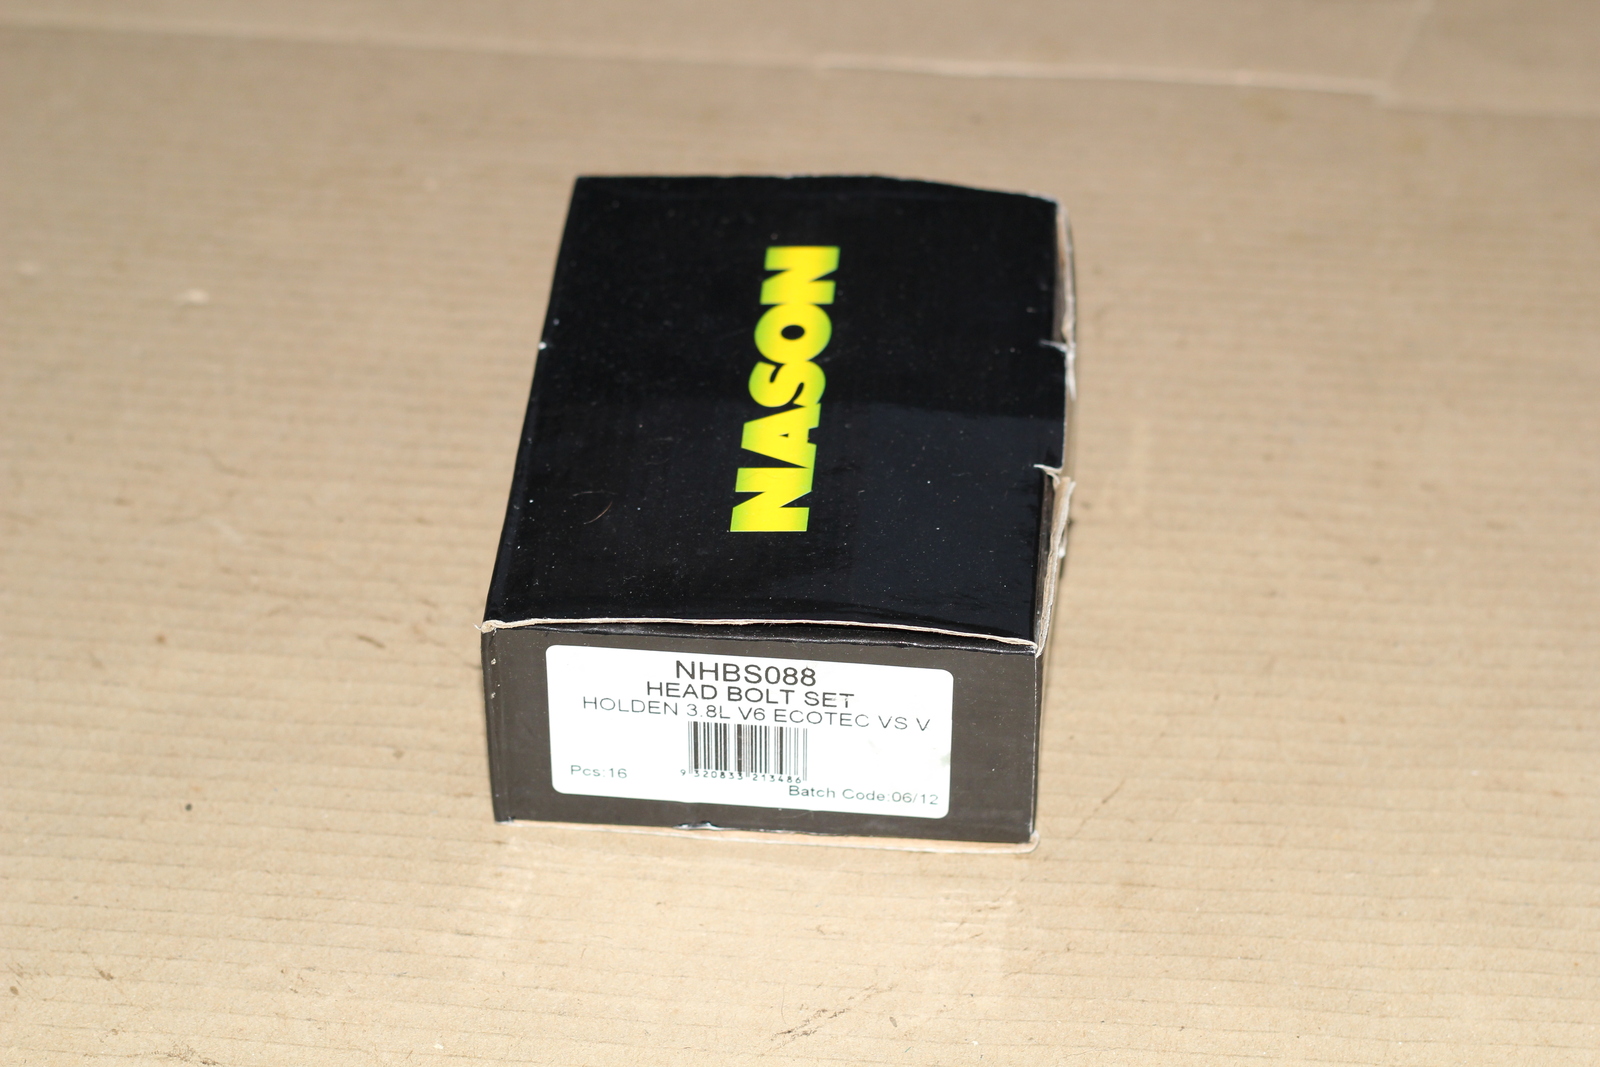 NASON
NHBS088
HEAD BOLT SET
HOLDEN 3.8L V6 ECOTEC VS V
9 320833 213486
Pcs:16
Batch Code:06/12